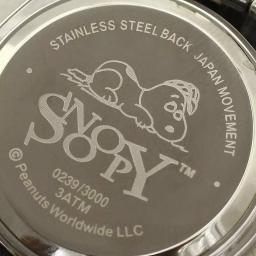 STAINLESS STEEL BACK JAPAN MOVEMENT
SNOOPY™
0239/3000
3ATM
©Peanuts Worldwide LLC